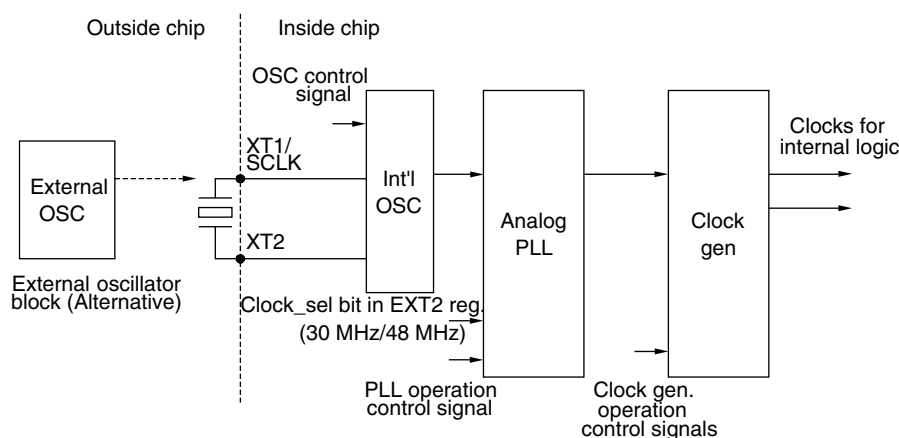 Outside chip
Inside chip
OSC control
signal
XT1/
SCLK
External
OSC
Int'l
OSC
Analog
PLL
Clock
gen
Clocks for
internal logic
XT2
External oscillator
block (Alternative)
Clock_sel bit in EXT2 reg.
(30 MHz/48 MHz)
PLL operation
control signal
Clock gen.
operation
control signals